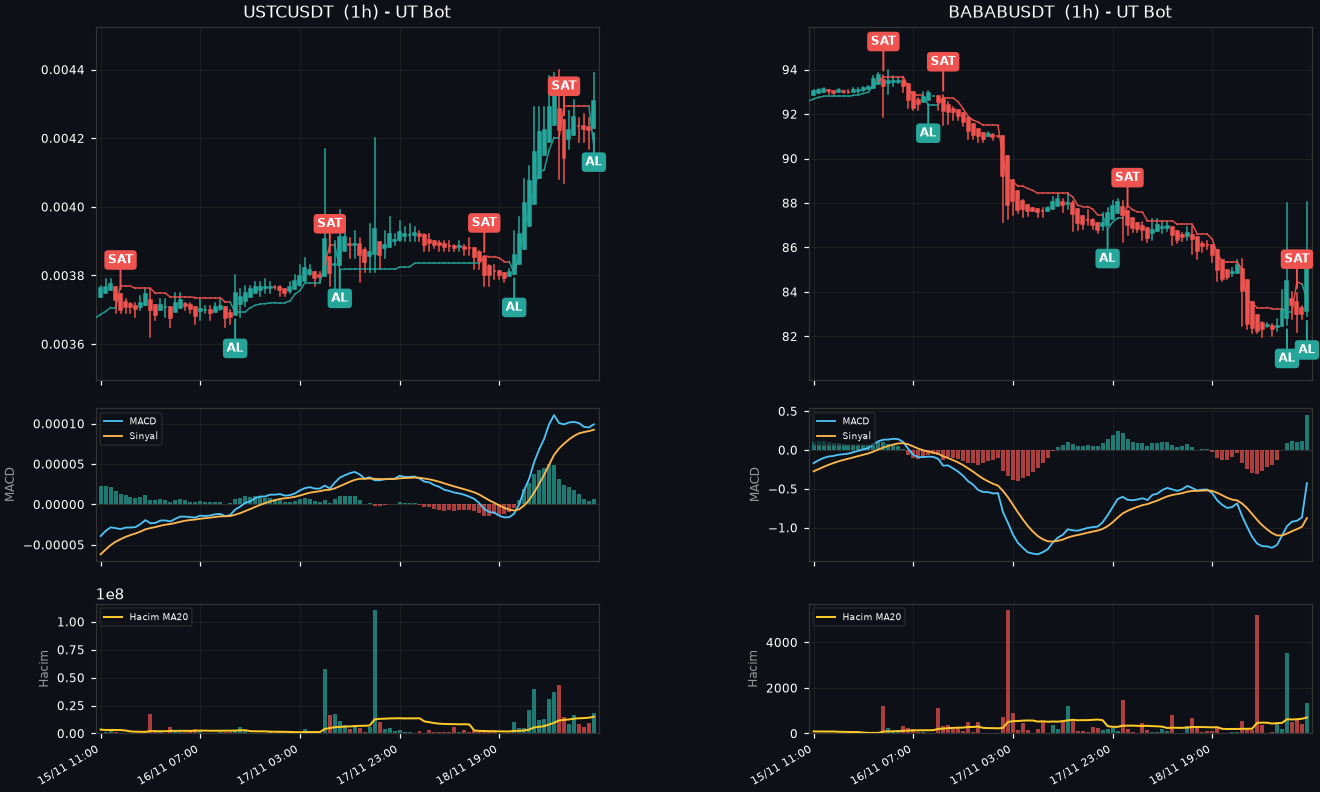 USTCUSDT (1h) - UT Bot
0.0044
0.0042
0.0040
0.0038
0.0036
SAT
AL
SAT
AL
SAT
AL
SAT
AL
MACD
0.00010
0.00005
0.00000
−0.00005
MACD
Sinyal
1e8
Hacim
1.00
0.75
0.50
0.25
0.00
Hacim MA20
15/11 11:00
16/11 07:00
17/11 03:00
17/11 23:00
18/11 19:00
BABABUSDT (1h) - UT Bot
94
92
90
88
86
84
82
SAT
SAT
AL
SAT
AL
SAT
AL
AL
MACD
0.5
0.0
−0.5
−1.0
MACD
Sinyal
Hacim
4000
2000
0
Hacim MA20
15/11 11:00
16/11 07:00
17/11 03:00
17/11 23:00
18/11 19:00